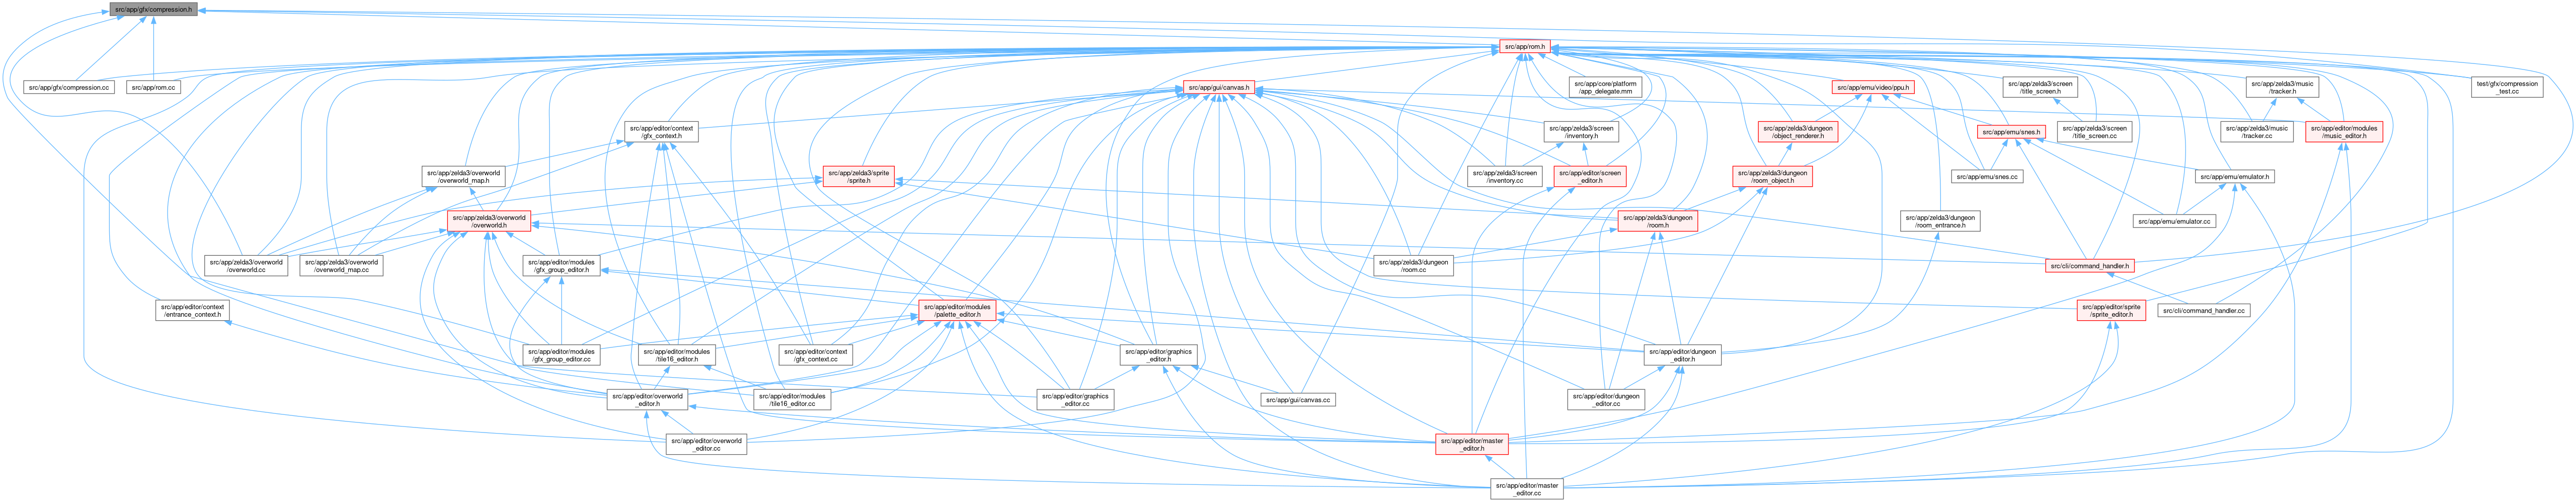 src/app/gfx/compression.h
src/app/rom.h
src/app/gfx/compression.cc
src/app/rom.cc
src/app/gui/canvas.h
src/app/core/platform
/app_delegate.mm
src/app/emu/video/ppu.h
src/app/zelda3/screen
/title_screen.h
src/app/zelda3/music
/tracker.h
test/gfx/compression
_test.cc
src/app/editor/context
/gfx_context.h
src/app/zelda3/screen
/inventory.h
src/app/zelda3/dungeon
/object_renderer.h
src/app/emu/snes.h
src/app/zelda3/screen
/title_screen.cc
src/app/zelda3/music
/tracker.cc
src/app/editor/modules
/music_editor.h
src/app/zelda3/overworld
/overworld_map.h
src/app/zelda3/sprite
/sprite.h
src/app/zelda3/screen
/inventory.cc
src/app/editor/screen
_editor.h
src/app/zelda3/dungeon
/room_object.h
src/app/emu/snes.cc
src/app/emu/emulator.h
src/app/zelda3/overworld
/overworld.h
src/app/zelda3/dungeon
/room.h
src/app/zelda3/dungeon
/room_entrance.h
src/app/emu/emulator.cc
src/app/zelda3/overworld
/overworld.cc
src/app/zelda3/overworld
/overworld_map.cc
src/app/editor/modules
/gfx_group_editor.h
src/app/zelda3/dungeon
/room.cc
src/cli/command_handler.h
src/app/editor/context
/entrance_context.h
src/app/editor/modules
/palette_editor.h
src/app/editor/sprite
/sprite_editor.h
src/cli/command_handler.cc
src/app/editor/modules
/gfx_group_editor.cc
src/app/editor/modules
/tile16_editor.h
src/app/editor/context
/gfx_context.cc
src/app/editor/graphics
_editor.h
src/app/editor/dungeon
_editor.h
src/app/editor/overworld
_editor.h
src/app/editor/modules
/tile16_editor.cc
src/app/editor/graphics
_editor.cc
src/app/gui/canvas.cc
src/app/editor/dungeon
_editor.cc
src/app/editor/overworld
_editor.cc
src/app/editor/master
_editor.h
src/app/editor/master
_editor.cc